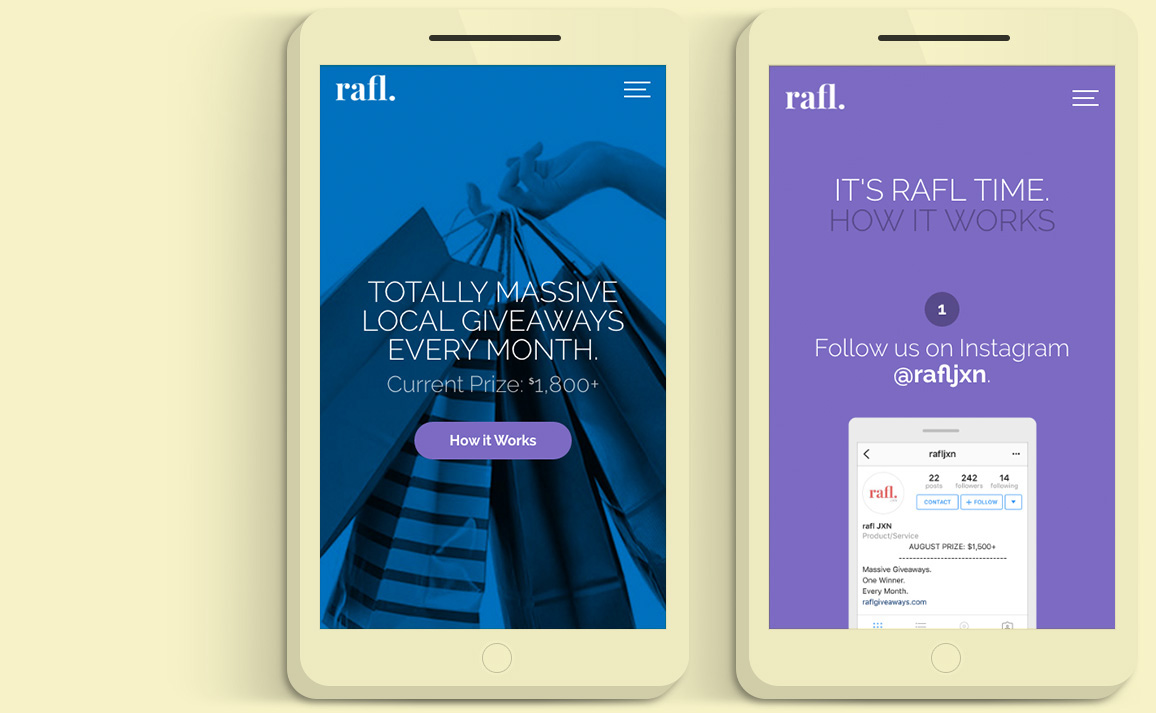 rafl.
TOTALLY MASSIVE
LOCAL GIVEAWAYS
EVERY MONTH.
Current Prize: $1,800+
How it Works
rafl.
IT'S RAFL TIME.
HOW IT WORKS
1
Follow us on Instagram
@rafljxn.
rafljxn
22 242 14
posts followers following
rafl.
CONTACT + FOLLOW
rafl JXN
Product/Service
AUGUST PRIZE: $1,500+
------------------------------
Massive Giveaways.
One Winner.
Every Month.
raflgiveaways.com